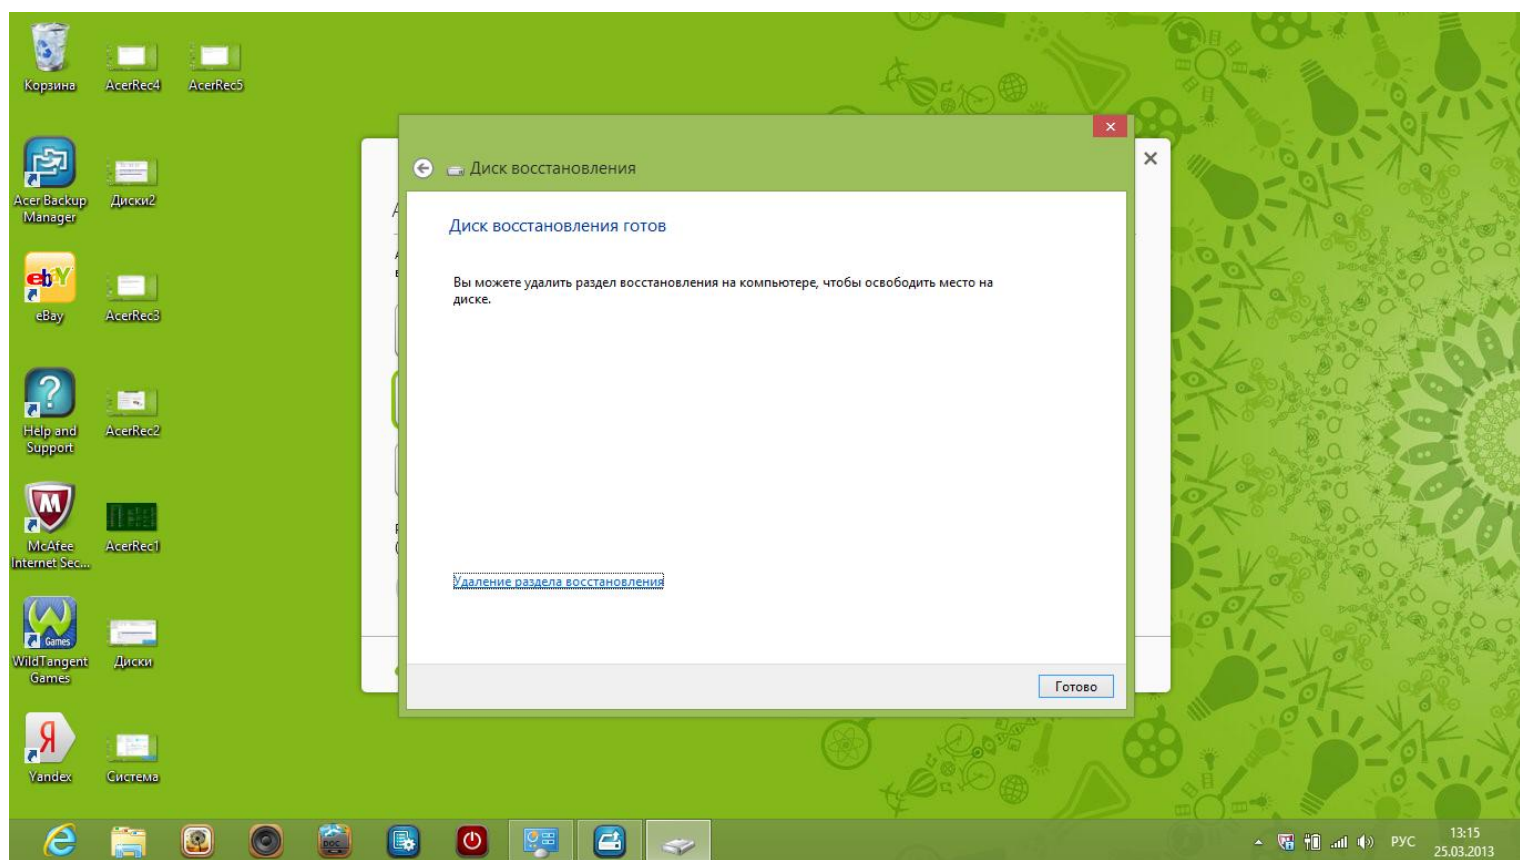 Корзина
AcerRec4
AcerRec5
Acer Backup
Manager
Диски2
eBay
AcerRec3
Help and
Support
AcerRec2
McAfee
Internet Sec...
AcerRec1
Games
WildTangent
Games
Диски
Yandex
Система
Диск восстановления
Диск восстановления готов
Вы можете удалить раздел восстановления на компьютере, чтобы освободить место на
диске.
Удаление раздела восстановления
Готово
DOC
РУС
13:15
25.03.2013